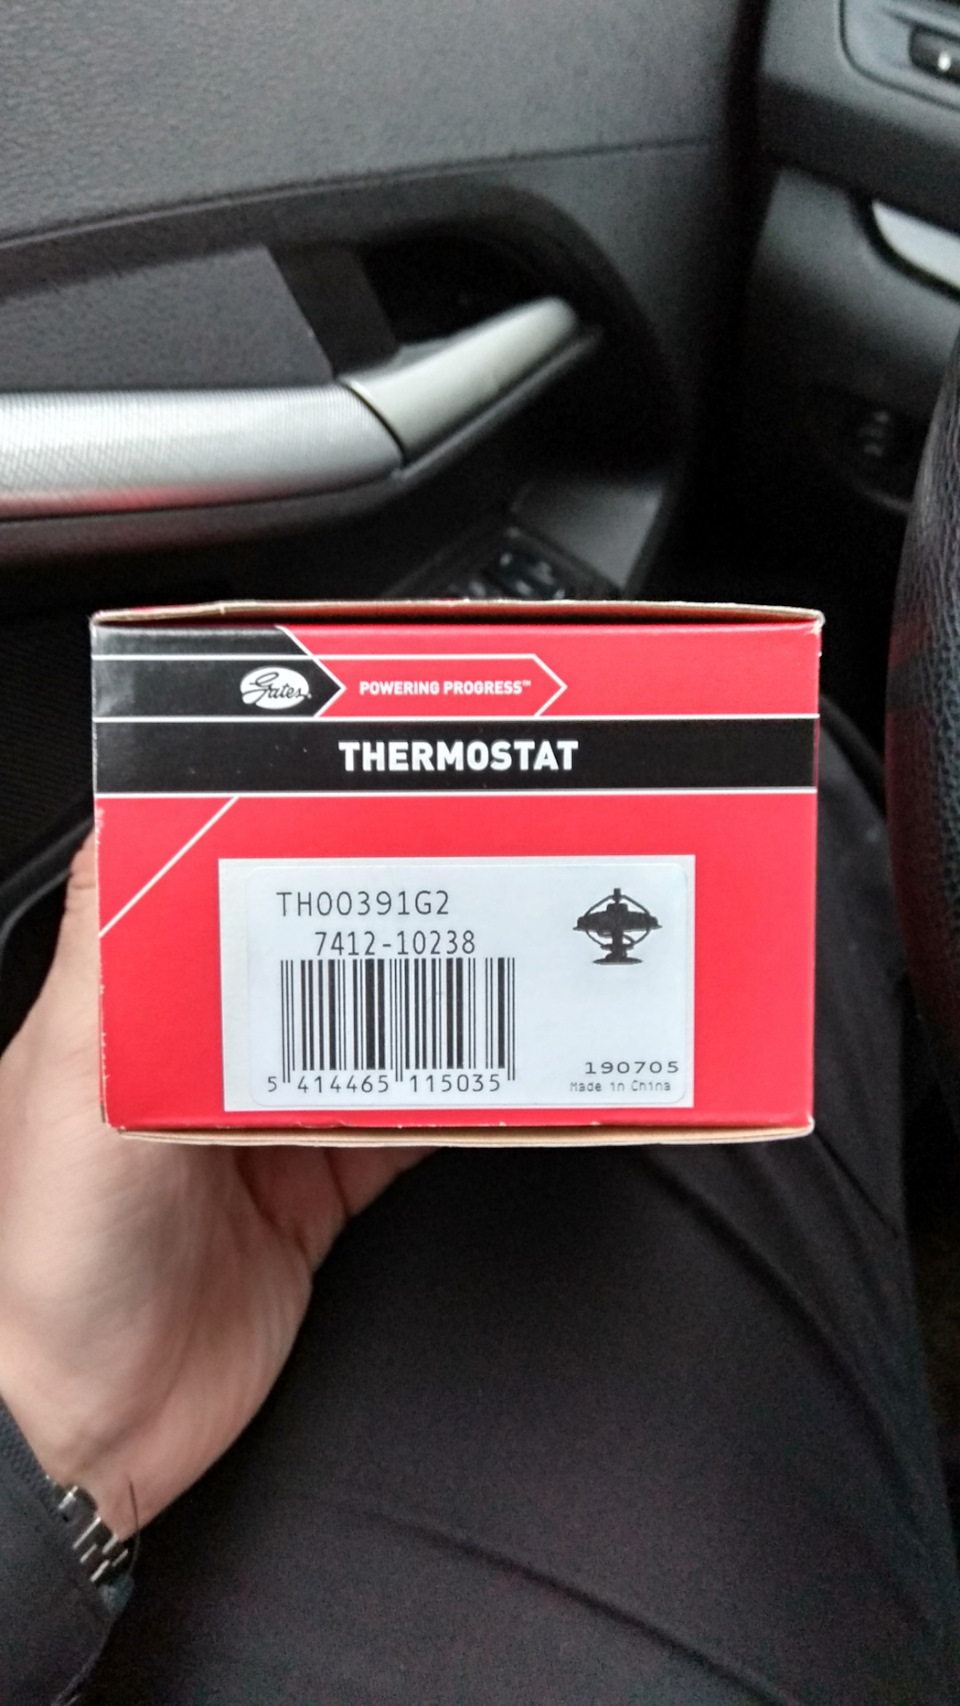 Gates®
POWERING PROGRESS™
THERMOSTAT
TH00391G2
7412-10238
5 414465 115035
190705
Made in China